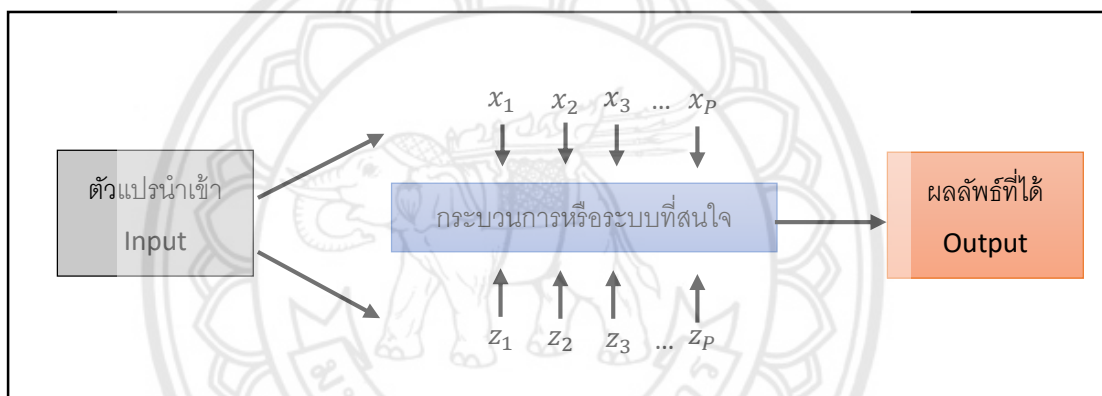 x₁ x₂ x₃ ... x_P
ตัวแปรนำเข้า
Input
กระบวนการหรือระบบที่สนใจ
ผลลัพธ์ที่ได้
Output
z₁ z₂ z₃ ... z_P